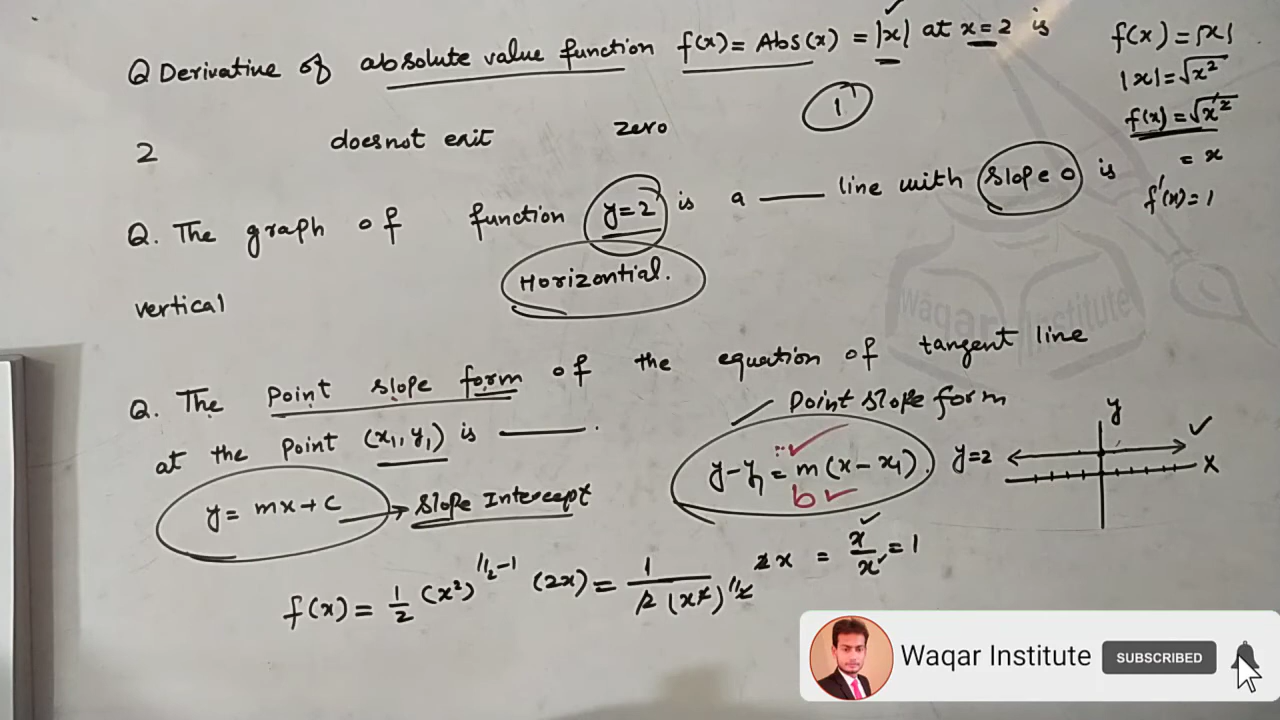 Q Derivative of absolute value function f(x) = Abs(x) = |x| at x=2 is
2 doesnot exit zero 1
f(x) = |x|
|x| = √x²
f(x) = √x²
= x
f'(x) = 1
Q. The graph of function y=2 is a ____ line with slope 0 is
vertical Horizontial.
Q. The Point slope form of the equation of tangent line
at the point (x₁, y₁) is ____.
Point slope form
y = mx + c → Slope Intercept
y - y₁ = m (x - x₁).
b
y=2
y
x
f(x) = 1/2 (x²)^1/2-1 (2x) = 1/2(x²)^1/2 2x = x/x = 1
Waqar Institute
Waqar Institute SUBSCRIBED